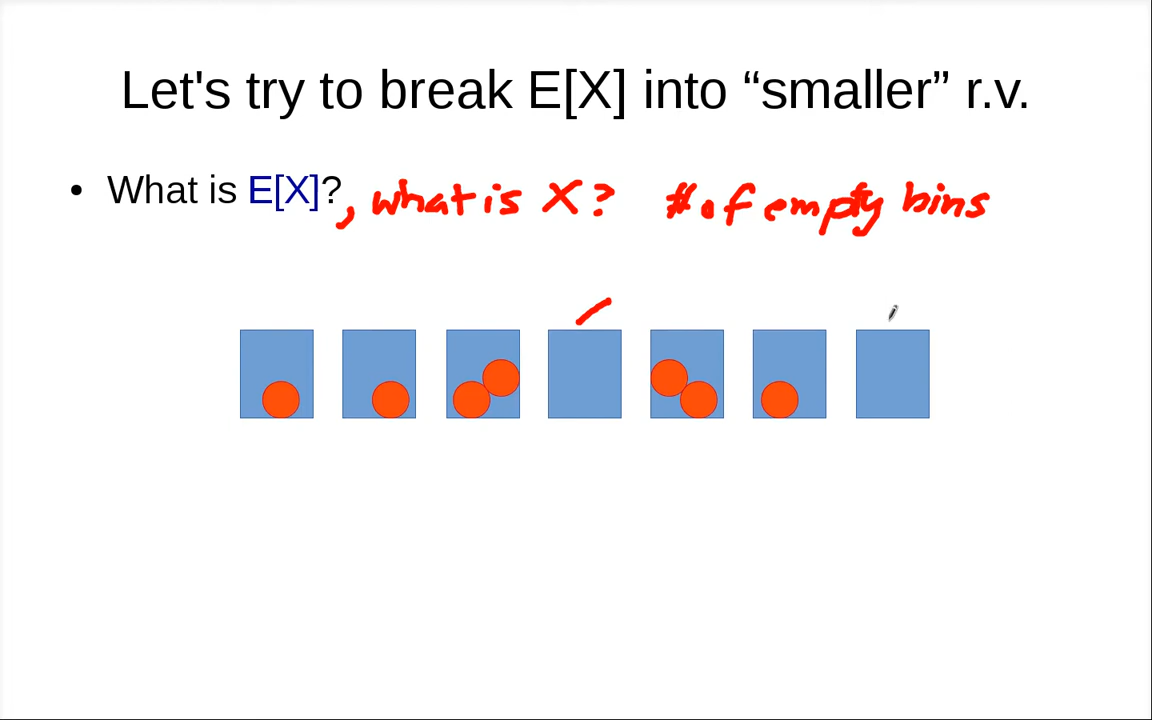 Let's try to break E[X] into “smaller” r.v.
• What is E[X]?, what is X? # of empty bins